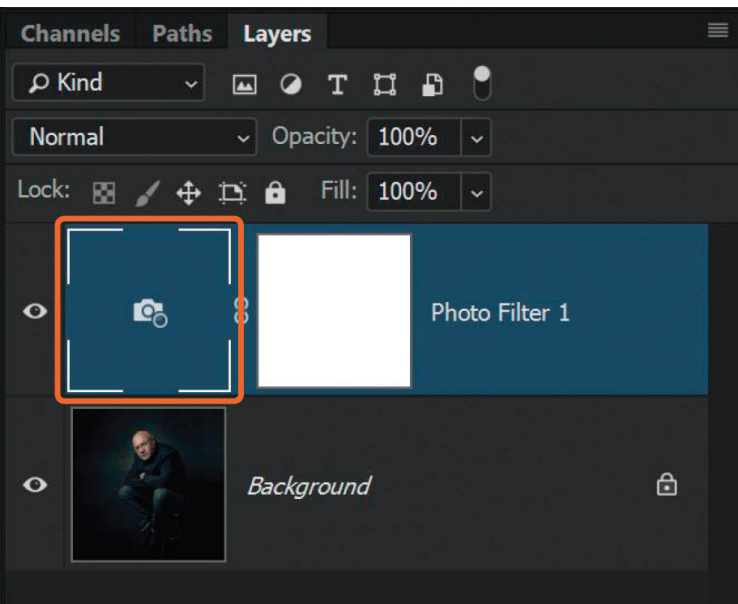 Channels Paths Layers
Kind T
Normal Opacity: 100%
Lock: Fill: 100%
Photo Filter 1
Background